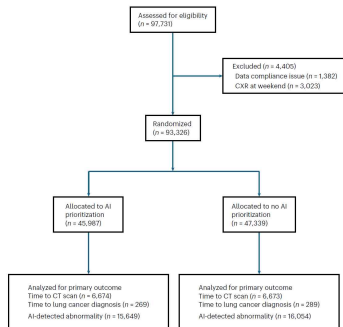 Assessed for eligibility
(n = 97,731)
Excluded (n = 4,405)
Data compliance issue (n = 1,382)
CXR at weekend (n = 3,023)
Randomized
(n = 93,326)
Allocated to AI
prioritization
(n = 45,987)
Allocated to no AI
prioritization
(n = 47,339)
Analyzed for primary outcome
Time to CT scan (n = 6,674)
Time to lung cancer diagnosis (n = 269)
AI-detected abnormality (n = 15,649)
Analyzed for primary outcome
Time to CT scan (n = 6,673)
Time to lung cancer diagnosis (n = 289)
AI-detected abnormality (n = 16,054)